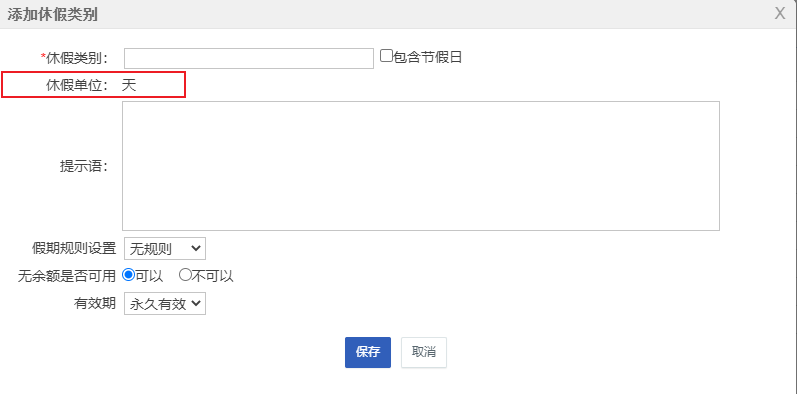 添加休假类别 X
*休假类别： 包含节假日
休假单位： 天
提示语：
假期规则设置 无规则
无余额是否可用 可以 不可以
有效期 永久有效
保存 取消